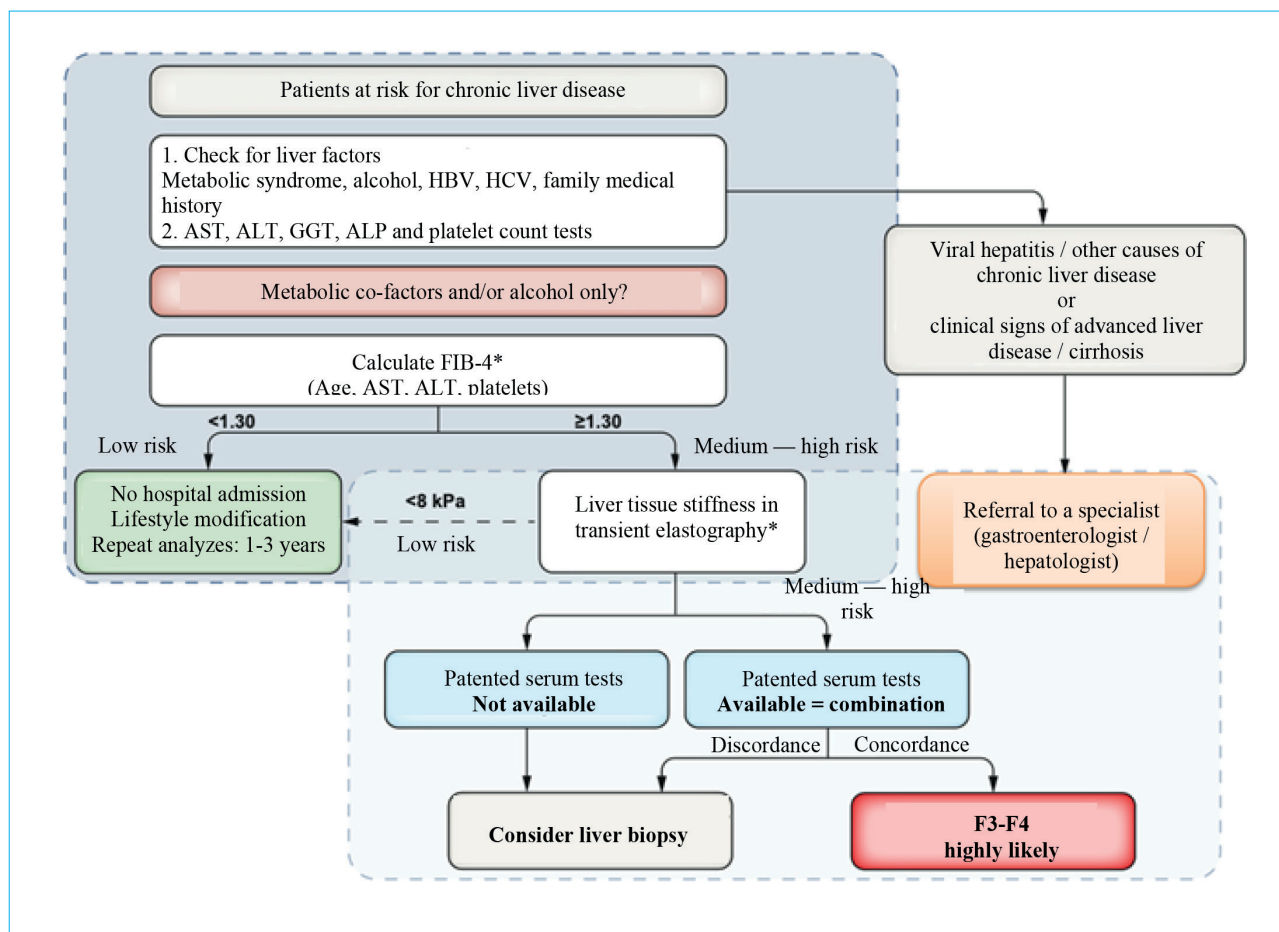 Patients at risk for chronic liver disease
1. Check for liver factors
Metabolic syndrome, alcohol, HBV, HCV, family medical
history
2. AST, ALT, GGT, ALP and platelet count tests
Viral hepatitis / other causes of
chronic liver disease
or
clinical signs of advanced liver
disease / cirrhosis
Metabolic co-factors and/or alcohol only?
Calculate FIB-4*
(Age, AST, ALT, platelets)
<1.30
≥1.30
Low risk
Medium — high risk
No hospital admission
Lifestyle modification
Repeat analyzes: 1-3 years
<8 kPa
Low risk
Liver tissue stiffness in
transient elastography*
Referral to a specialist
(gastroenterologist /
hepatologist)
Medium — high
risk
Patented serum tests
Not available
Patented serum tests
Available = combination
Discordance
Concordance
Consider liver biopsy
F3-F4
highly likely